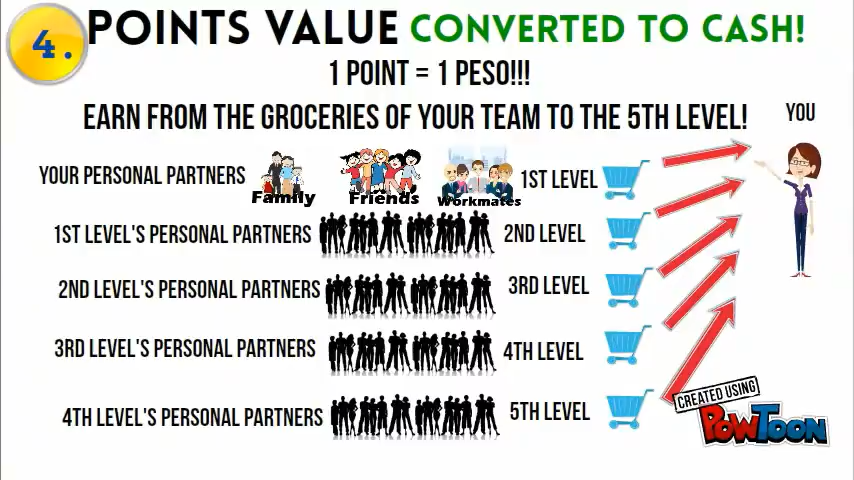 4.
POINTS VALUE CONVERTED TO CASH!
1 POINT = 1 PESO!!!
EARN FROM THE GROCERIES OF YOUR TEAM TO THE 5TH LEVEL!
YOU
YOUR PERSONAL PARTNERS
Family
Friends
Workmates
1ST LEVEL
1ST LEVEL'S PERSONAL PARTNERS
2ND LEVEL
2ND LEVEL'S PERSONAL PARTNERS
3RD LEVEL
3RD LEVEL'S PERSONAL PARTNERS
4TH LEVEL
4TH LEVEL'S PERSONAL PARTNERS
5TH LEVEL
CREATED USING
POWTOON